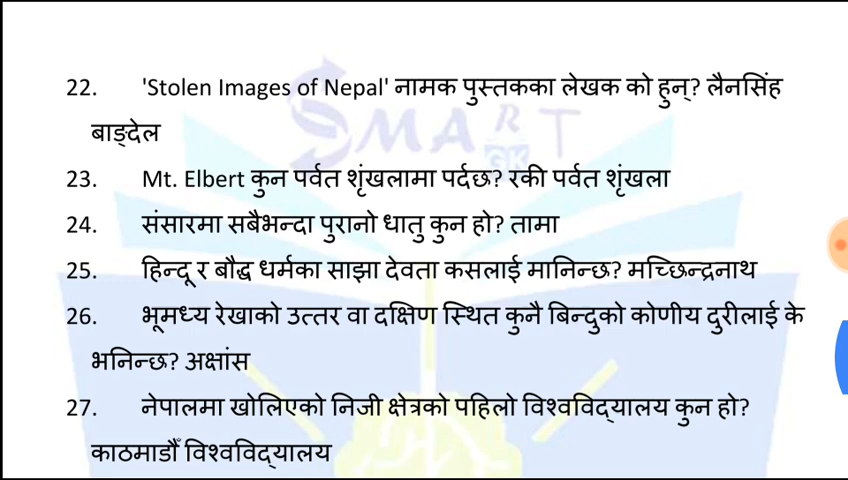 22. 'Stolen Images of Nepal' नामक पुस्तकका लेखक को हुन्? लैनसिंह
बाङ्देल
23. Mt. Elbert कुन पर्वत शृंखलामा पर्दछ? रकी पर्वत शृंखला
24. संसारमा सबैभन्दा पुरानो धातु कुन हो? तामा
25. हिन्दू र बौद्ध धर्मका साझा देवता कसलाई मानिन्छ? मच्छिन्द्रनाथ
26. भूमध्य रेखाको उत्तर वा दक्षिण स्थित कुनै बिन्दुको कोणीय दुरीलाई के
भनिन्छ? अक्षांस
27. नेपालमा खोलिएको निजी क्षेत्रको पहिलो विश्वविद्यालय कुन हो?
काठमाडौँ विश्वविद्यालय
SMART
GK